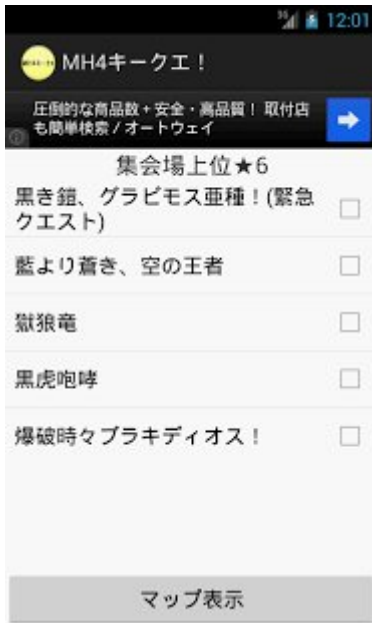 3G 12:01
MH4キークエ！
圧倒的な商品数+安全・高品質！ 取付店
も簡単検索 / オートウェイ
集会場上位★6
黒き鎧、グラビモス亜種！(緊急
クエスト)
藍より蒼き、空の王者
獄狼竜
黒虎咆哮
爆破時々ブラキディオス！
マップ表示